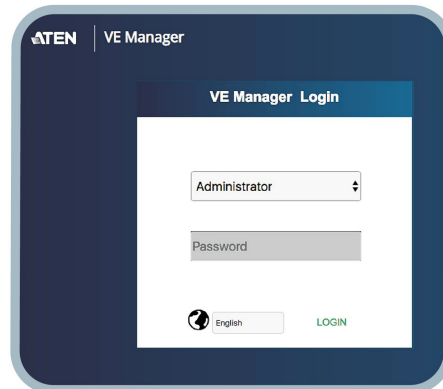 ATEN VE Manager
VE Manager Login
Administrator
Password
English LOGIN